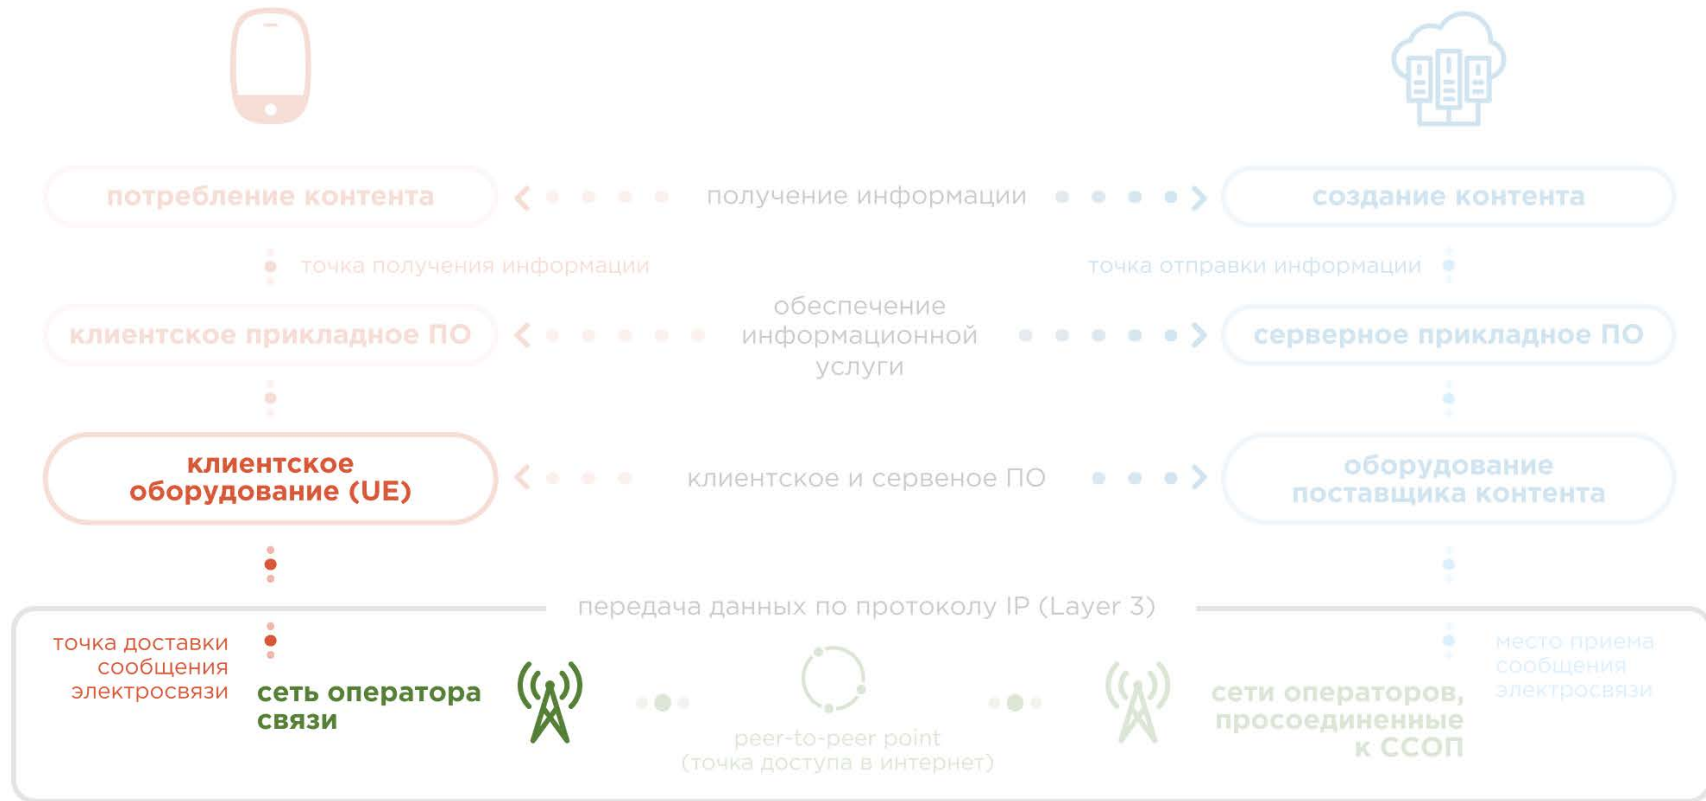 потребление контента
получение информации
создание контента
точка получения информации
точка отправки информации
клиентское прикладное ПО
обеспечение
информационной
услуги
серверное прикладное ПО
клиентское
оборудование (UE)
клиентское и сервеное ПО
оборудование
поставщика контента
передача данных по протоколу IP (Layer 3)
точка доставки
сообщения
электросвязи
сеть оператора
связи
peer-to-peer point
(точка доступа в интернет)
сети операторов,
просоединенные
к ССОП
место приема
сообщения
электросвязи